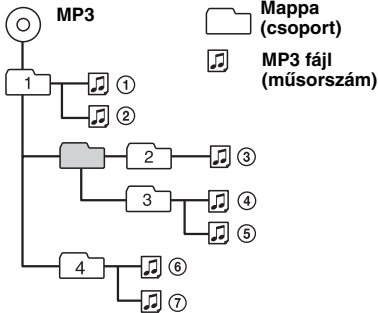 MP3
Mappa
(csoport)
MP3 fájl
(műsorszám)
1
①
②
2
③
3
④
⑤
4
⑥
⑦